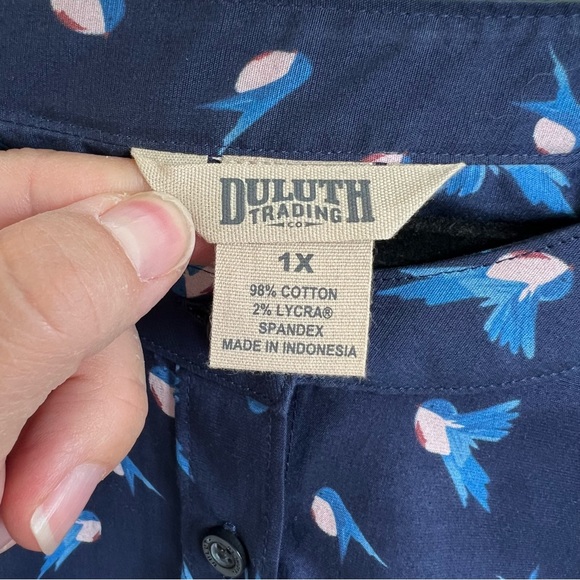 DULUTH
TRADING
CO
1X
98% COTTON
2% LYCRA®
SPANDEX
MADE IN INDONESIA